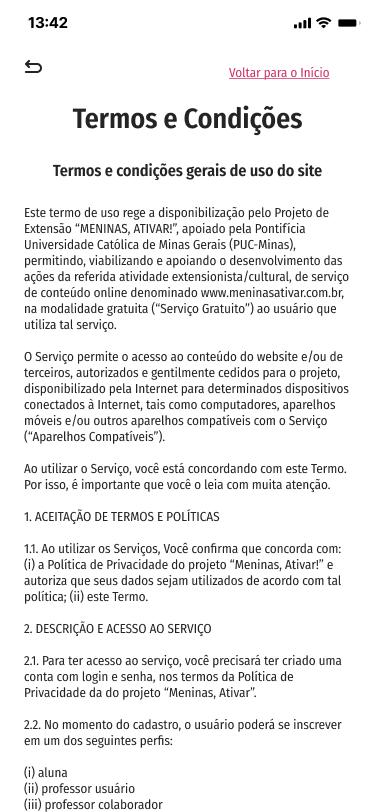 13:42
Voltar para o Início
Termos e Condições
Termos e condições gerais de uso do site
Este termo de uso rege a disponibilização pelo Projeto de
Extensão “MENINAS, ATIVAR!”, apoiado pela Pontifícia
Universidade Católica de Minas Gerais (PUC-Minas),
permitindo, viabilizando e apoiando o desenvolvimento das
ações da referida atividade extensionista/cultural, de serviço
de conteúdo online denominado www.meninasativar.com.br,
na modalidade gratuita (“Serviço Gratuito”) ao usuário que
utiliza tal serviço.
O Serviço permite o acesso ao conteúdo do website e/ou de
terceiros, autorizados e gentilmente cedidos para o projeto,
disponibilizado pela Internet para determinados dispositivos
conectados à Internet, tais como computadores, aparelhos
móveis e/ou outros aparelhos compatíveis com o Serviço
(“Aparelhos Compatíveis”).
Ao utilizar o Serviço, você está concordando com este Termo.
Por isso, é importante que você o leia com muita atenção.
1. ACEITAÇÃO DE TERMOS E POLÍTICAS
1.1. Ao utilizar os Serviços, Você confirma que concorda com:
(i) a Política de Privacidade do projeto “Meninas, Ativar!” e
autoriza que seus dados sejam utilizados de acordo com tal
política; (ii) este Termo.
2. DESCRIÇÃO E ACESSO AO SERVIÇO
2.1. Para ter acesso ao serviço, você precisará ter criado uma
conta com login e senha, nos termos da Política de
Privacidade da do projeto “Meninas, Ativar”.
2.2. No momento do cadastro, o usuário poderá se inscrever
em um dos seguintes perfis:
(i) aluna
(ii) professor usuário
(iii) professor colaborador